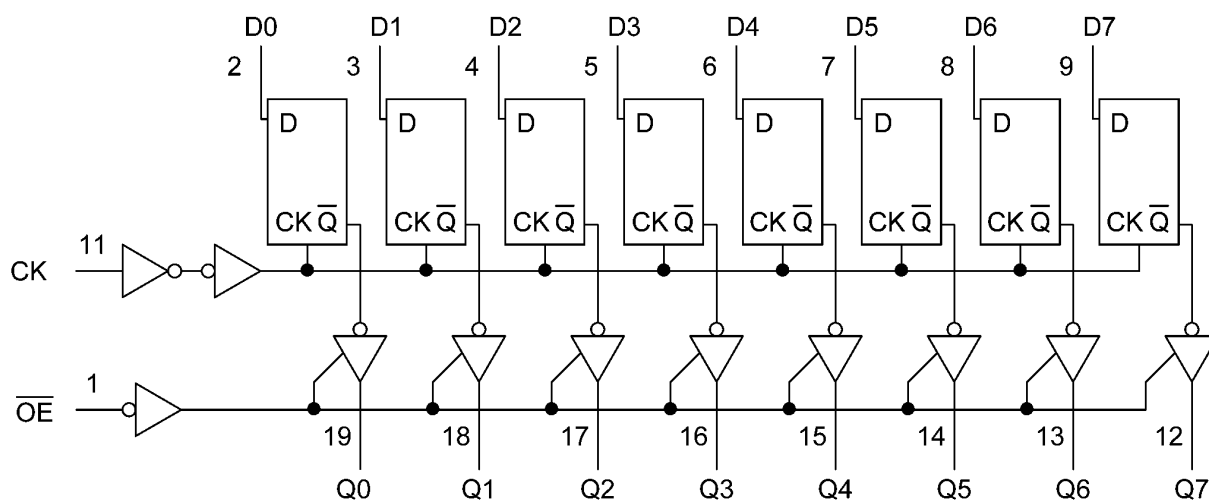 D0 D1 D2 D3 D4 D5 D6 D7
2 3 4 5 6 7 8 9
D D D D D D D D
CK Q̅ CK Q̅ CK Q̅ CK Q̅ CK Q̅ CK Q̅ CK Q̅ CK Q̅
11
CK
1
O̅E̅
19 18 17 16 15 14 13 12
Q0 Q1 Q2 Q3 Q4 Q5 Q6 Q7